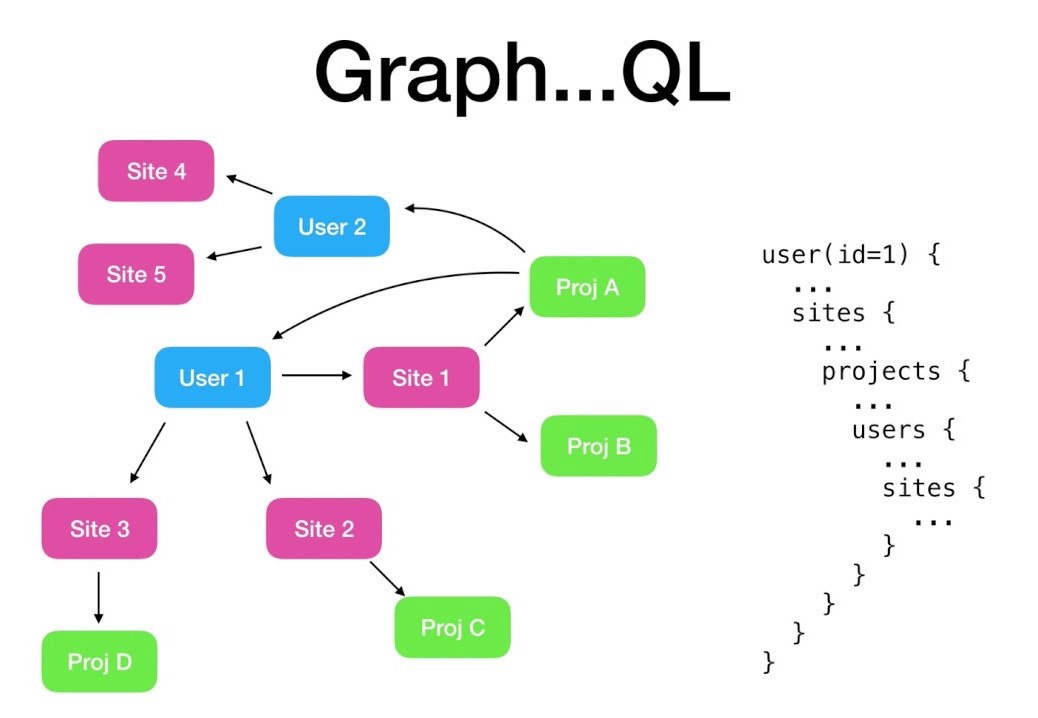 Graph...QL
Site 4
User 2
Site 5
Proj A
User 1
Site 1
Proj B
Site 3
Site 2
Proj C
Proj D
user(id=1) {
...
sites {
...
projects {
...
users {
...
sites {
...
}
}
}
}
}